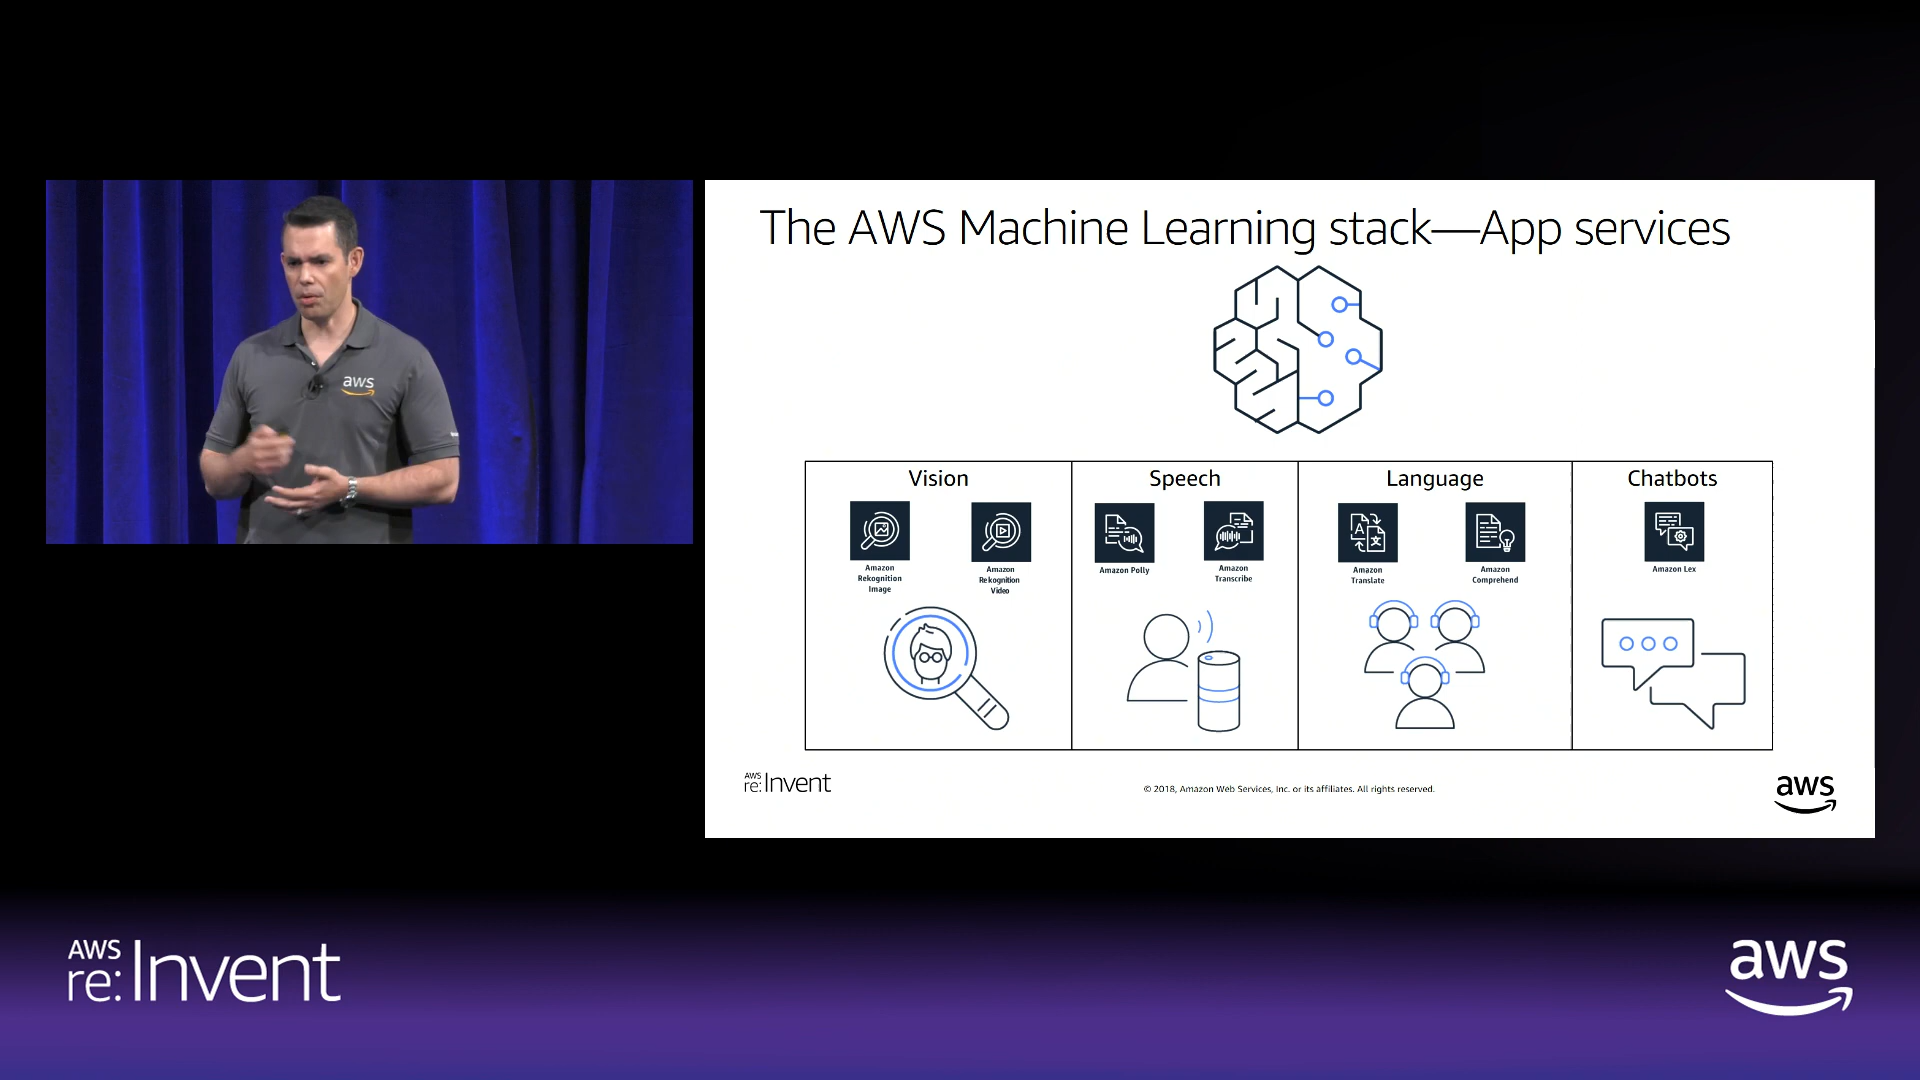 The AWS Machine Learning stack—App services
Vision
Speech
Language
Chatbots
Amazon
Rekognition
Image
Amazon
Rekognition
Video
Amazon Polly
Amazon
Transcribe
Amazon
Translate
Amazon
Comprehend
Amazon Lex
aws
AWS
re:Invent
© 2018, Amazon Web Services, Inc. or its affiliates. All rights reserved.
aws
AWS
re:Invent
aws